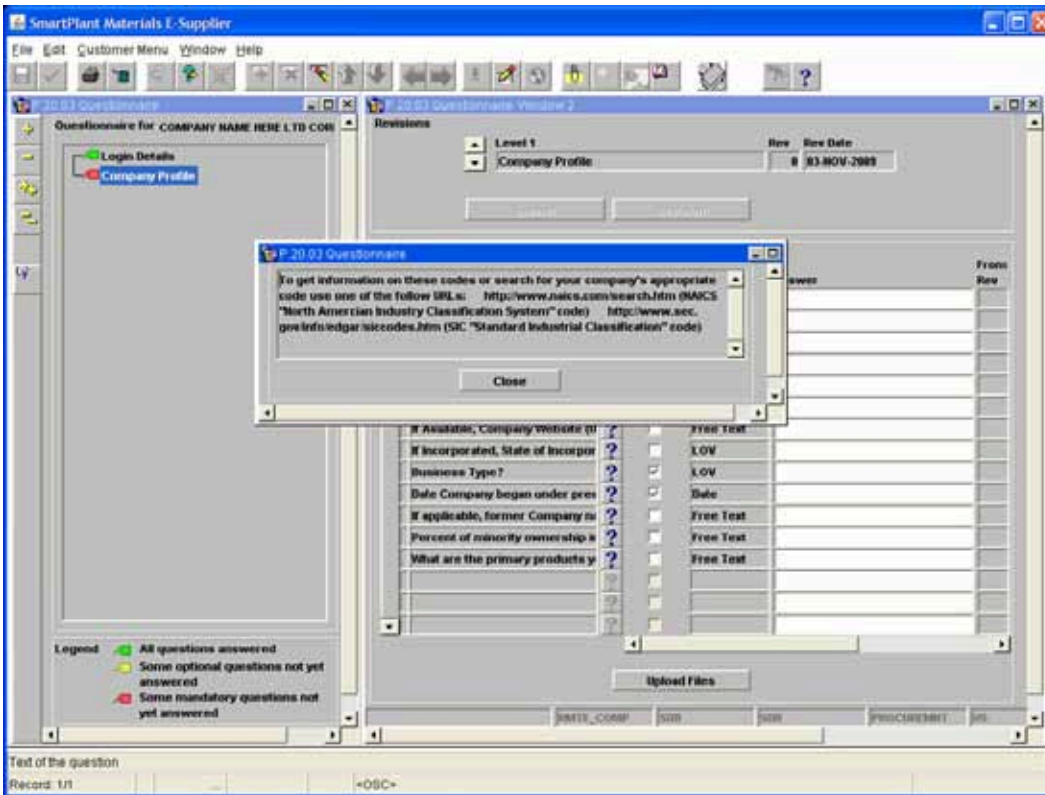 SmartPlant Materials E-Supplier
File Edit Customer Menu Window Help
P.20.03 Questionnaire
Questionnaire for COMPANY NAME HERE LTD COR
Login Details
Company Profile
Legend
All questions answered
Some optional questions not yet
answered
Some mandatory questions not
yet answered
P.20.03 Questionnaire Window 2
Revisions
Level 1 Rev Rev Date
Company Profile 0 03-NOV-2009
P.20.03 Questionnaire
To get information on these codes or search for your company's appropriate
code use one of the follow URLs: http://www.naics.com/search.htm (NAICS
"North Amercian Industry Classification System" code) http://www.sec.
gov/info/edgar/siccodes.htm (SIC "Standard Industrial Classification" code)
Close
From
Rev
If Available, Company Website (U ? Free Text
If Incorporated, State of Incorpor ? LOV
Business Type? ? LOV
Date Company began under pres ? Date
If applicable, former Company na ? Free Text
Percent of minority ownership i ? Free Text
What are the primary products y ? Free Text
Upload Files
Text of the question
Record: 1/1 <OSC>